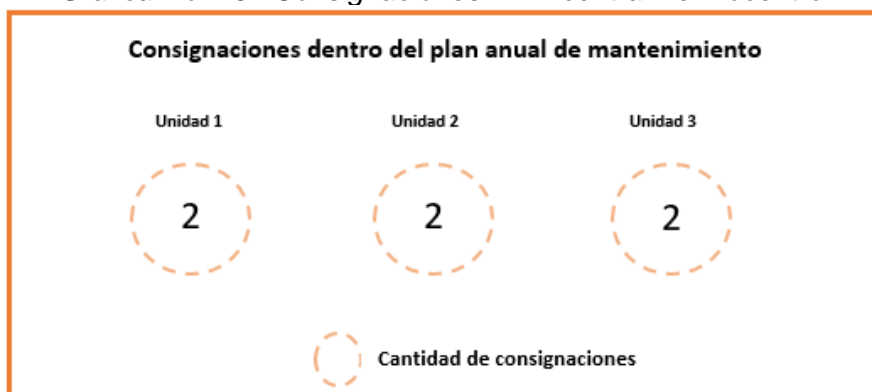 Consignaciones dentro del plan anual de mantenimiento
Unidad 1 Unidad 2 Unidad 3
2 2 2
Cantidad de consignaciones